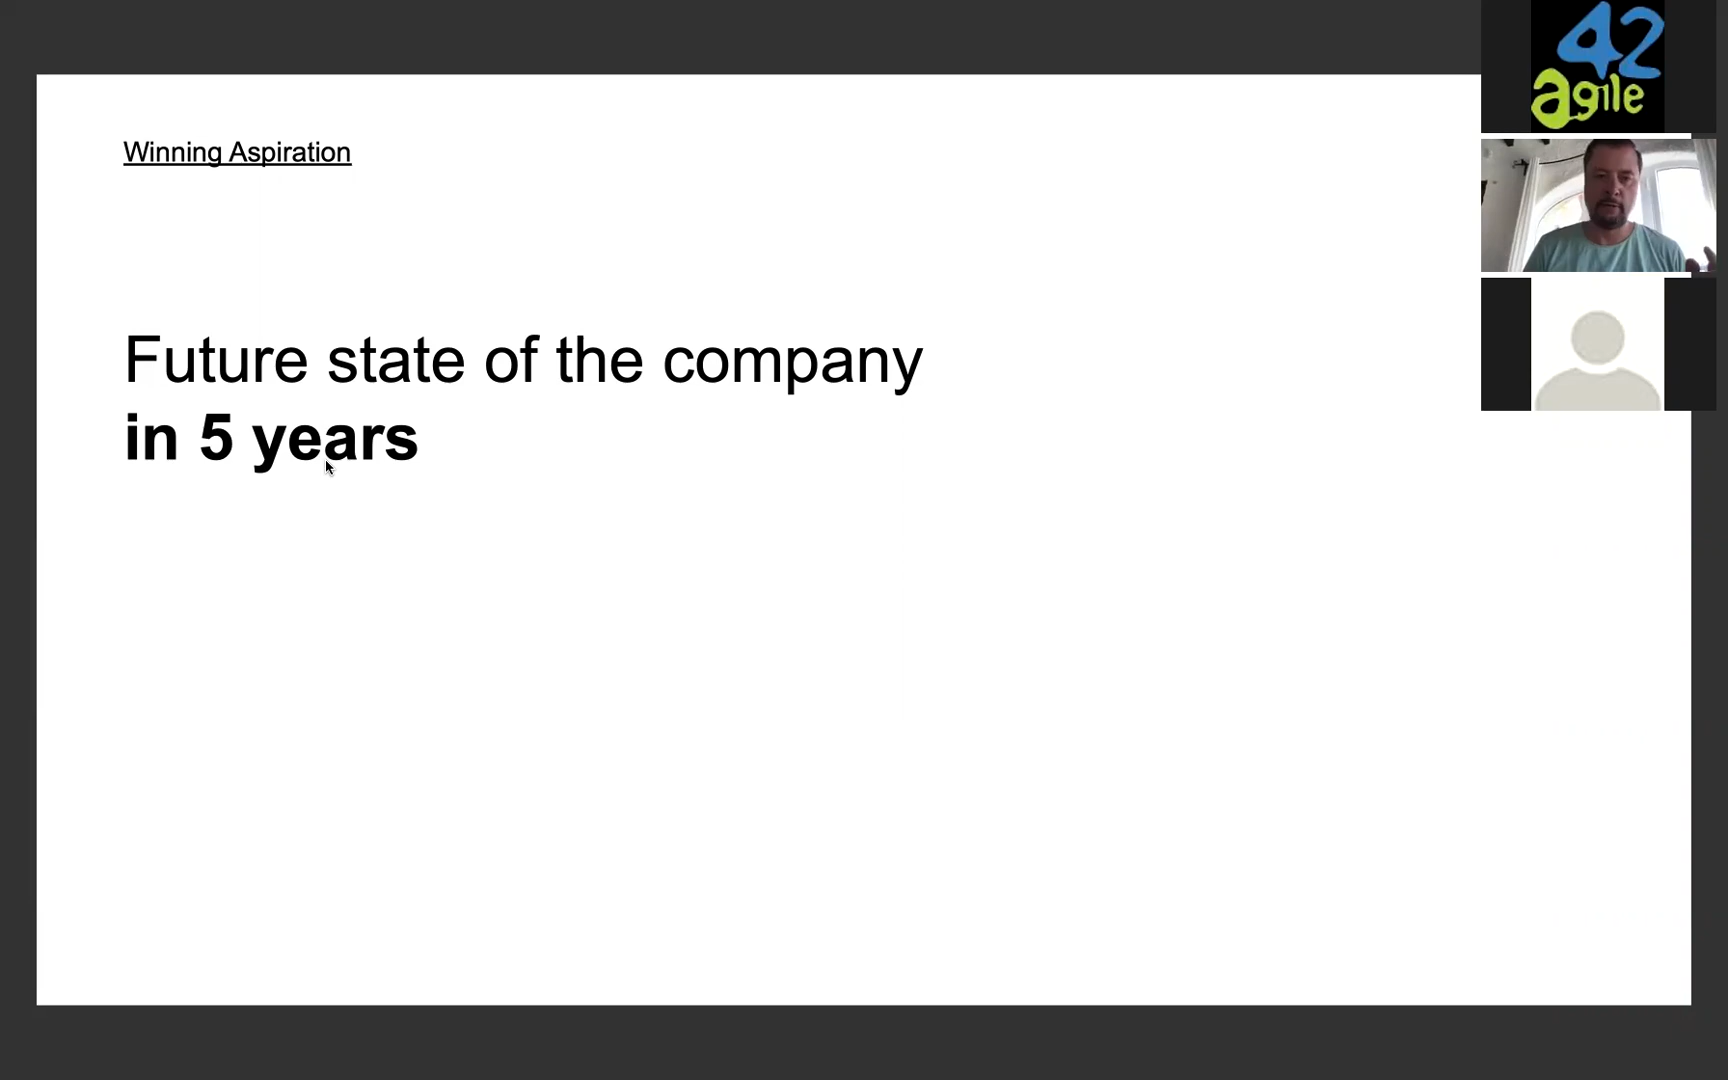 Winning Aspiration
Future state of the company
in 5 years
42
agile